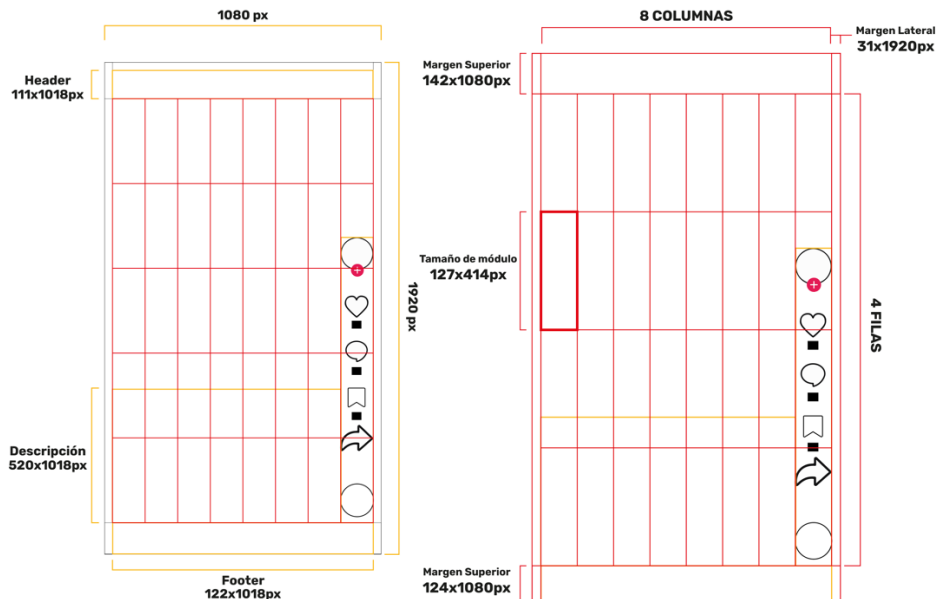 1080 px
Header
111x1018px
1920 px
Descripción
520x1018px
Footer
122x1018px
8 COLUMNAS
Margen Lateral
31x1920px
Margen Superior
142x1080px
Tamaño de módulo
127x414px
4 FILAS
Margen Superior
124x1080px